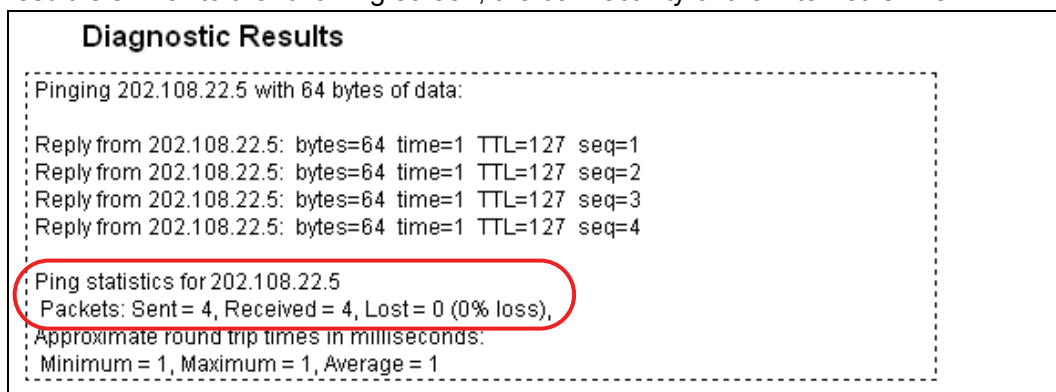 Diagnostic Results
Pinging 202.108.22.5 with 64 bytes of data:
Reply from 202.108.22.5: bytes=64 time=1 TTL=127 seq=1
Reply from 202.108.22.5: bytes=64 time=1 TTL=127 seq=2
Reply from 202.108.22.5: bytes=64 time=1 TTL=127 seq=3
Reply from 202.108.22.5: bytes=64 time=1 TTL=127 seq=4
Ping statistics for 202.108.22.5
Packets: Sent = 4, Received = 4, Lost = 0 (0% loss),
Approximate round trip times in milliseconds:
Minimum = 1, Maximum = 1, Average = 1